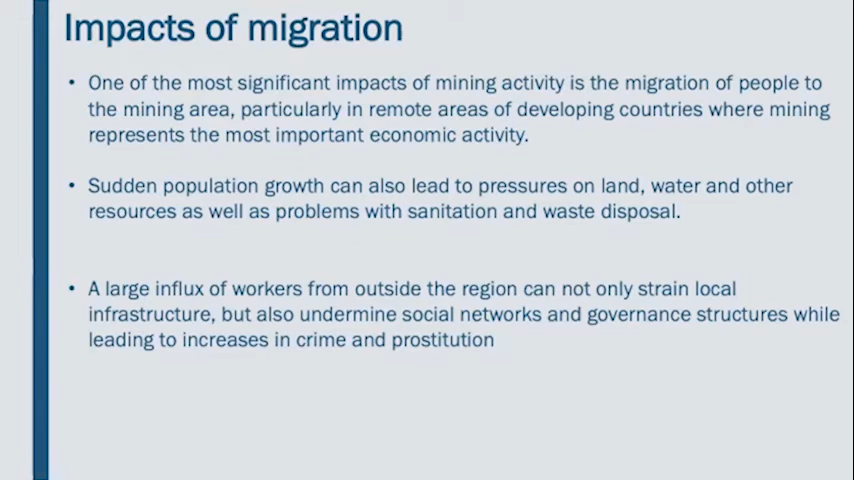 Impacts of migration
• One of the most significant impacts of mining activity is the migration of people to
the mining area, particularly in remote areas of developing countries where mining
represents the most important economic activity.
• Sudden population growth can also lead to pressures on land, water and other
resources as well as problems with sanitation and waste disposal.
• A large influx of workers from outside the region can not only strain local
infrastructure, but also undermine social networks and governance structures while
leading to increases in crime and prostitution